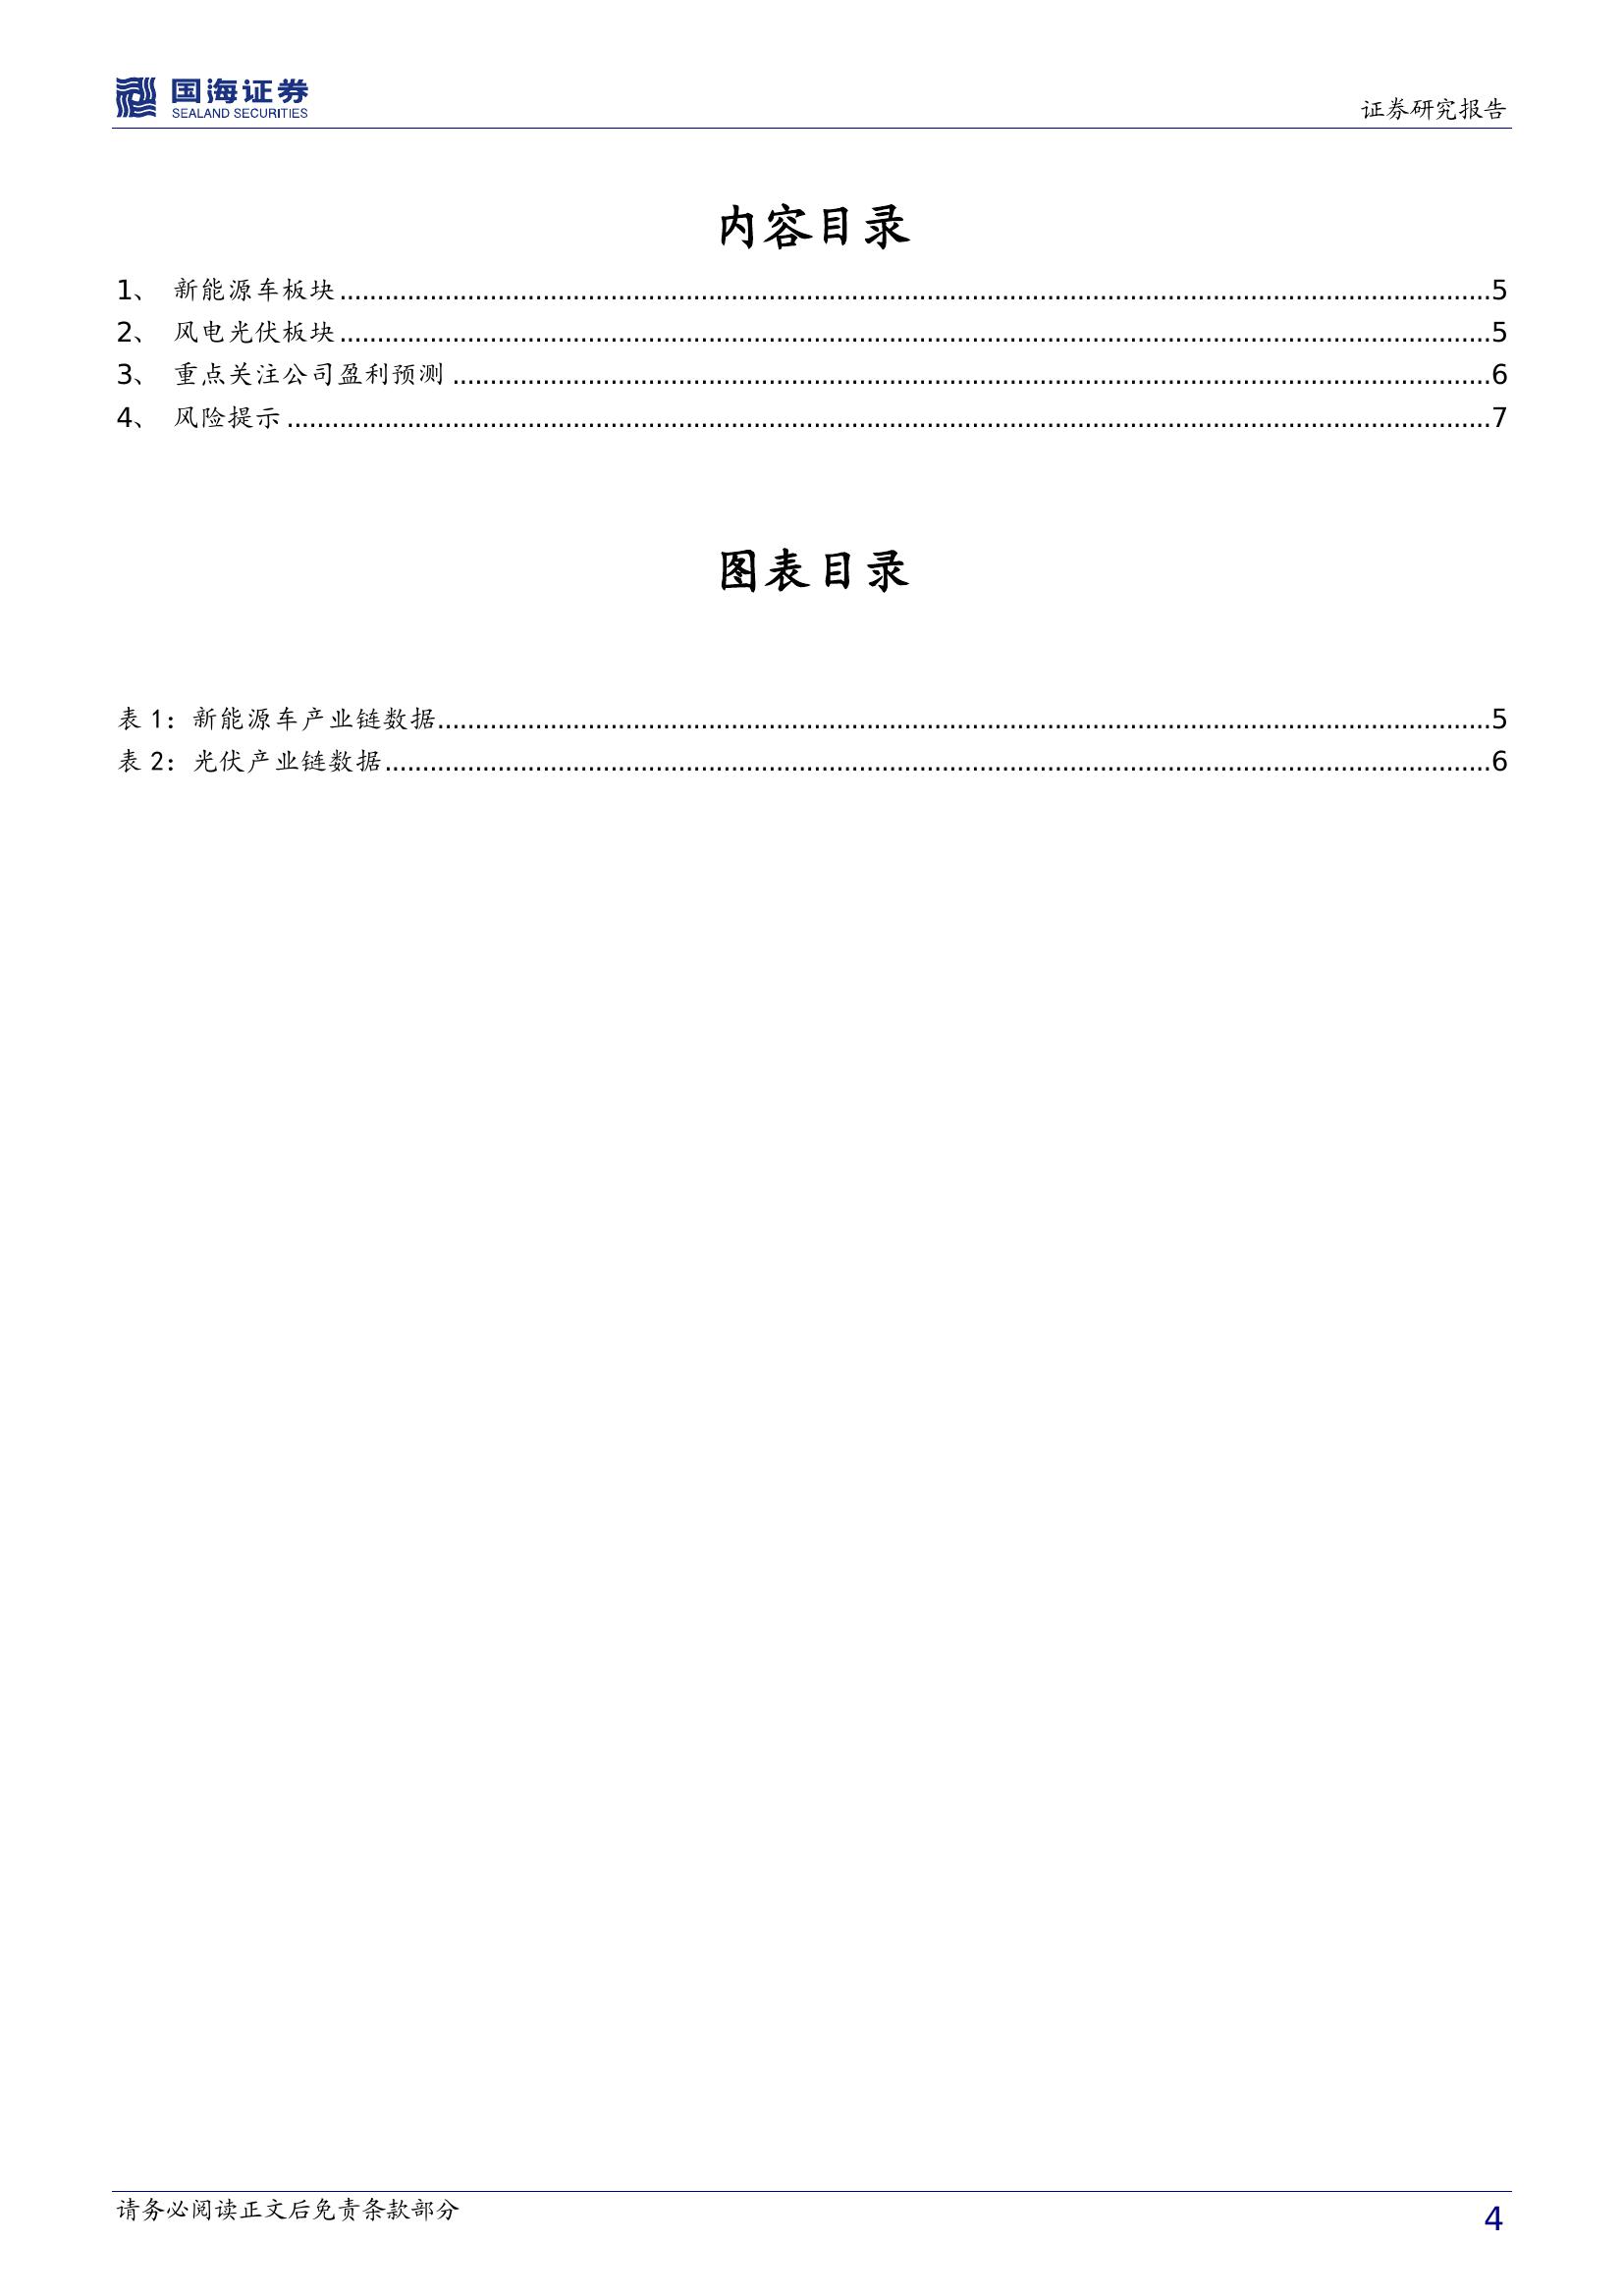 国海证券
SEALAND SECURITIES
证券研究报告
内容目录
1、 新能源车板块........................................5
2、 风电光伏板块........................................5
3、 重点关注公司盈利预测........................................6
4、 风险提示........................................7
图表目录
表 1：新能源车产业链数据........................................5
表 2：光伏产业链数据........................................6
请务必阅读正文后免责条款部分
4